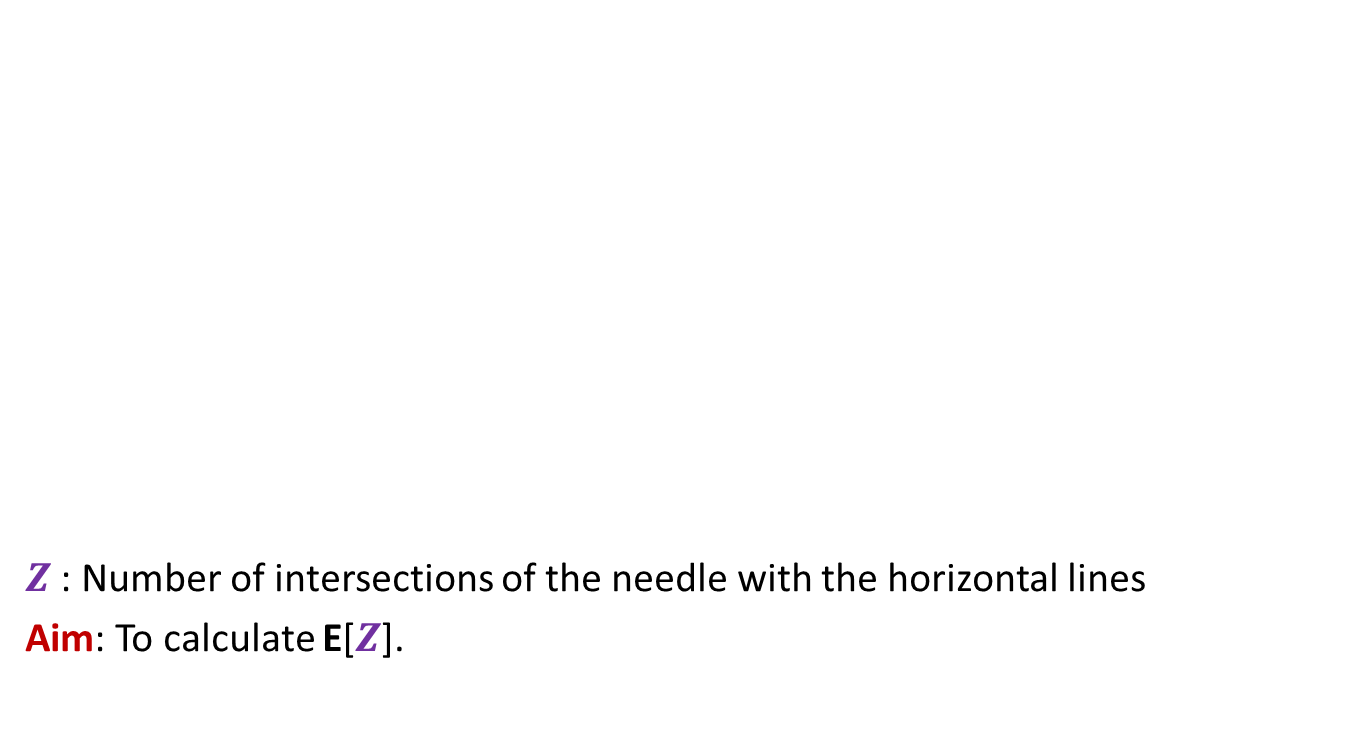 Z : Number of intersections of the needle with the horizontal lines
Aim: To calculate E[Z].